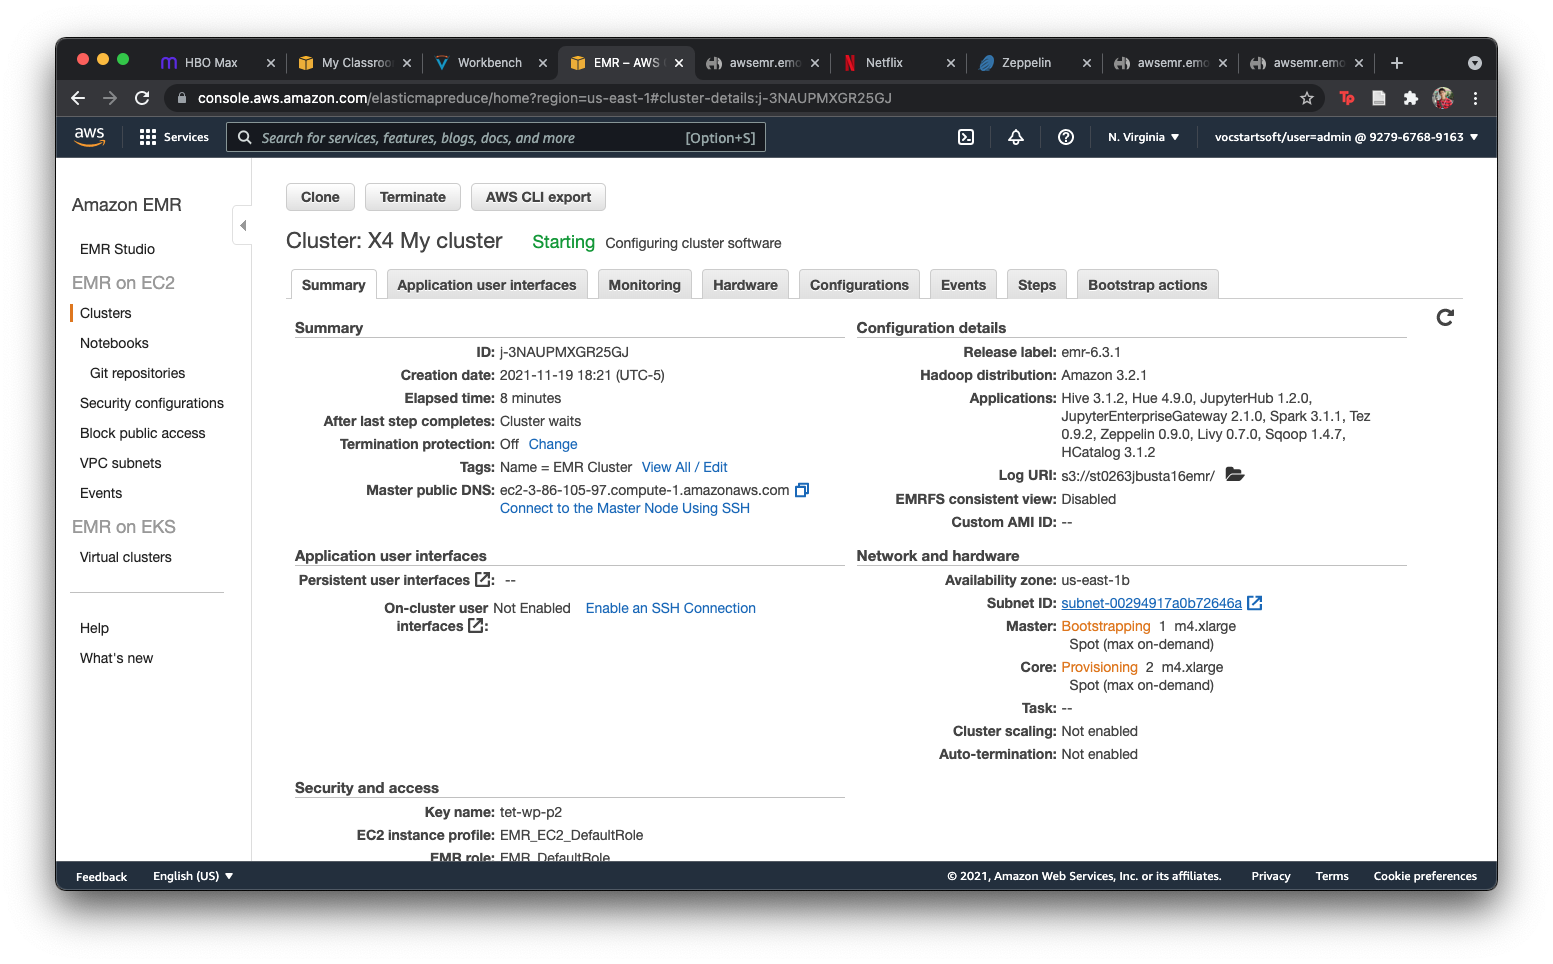 HBO Max
My Classroo
Workbench
EMR – AWS
awsemr.emo
Netflix
Zeppelin
awsemr.emo
awsemr.emo
console.aws.amazon.com/elasticmapreduce/home?region=us-east-1#cluster-details:j-3NAUPMXGR25GJ
Tp
aws
Services
Search for services, features, blogs, docs, and more
[Option+S]
N. Virginia
vocstartsoft/user=admin @ 9279-6768-9163
Amazon EMR
EMR Studio
EMR on EC2
Clusters
Notebooks
Git repositories
Security configurations
Block public access
VPC subnets
Events
EMR on EKS
Virtual clusters
Help
What's new
Clone
Terminate
AWS CLI export
Cluster: X4 My cluster
Starting
Configuring cluster software
Summary
Application user interfaces
Monitoring
Hardware
Configurations
Events
Steps
Bootstrap actions
Summary
ID: j-3NAUPMXGR25GJ
Creation date: 2021-11-19 18:21 (UTC-5)
Elapsed time: 8 minutes
After last step completes: Cluster waits
Termination protection: Off Change
Tags: Name = EMR Cluster View All / Edit
Master public DNS: ec2-3-86-105-97.compute-1.amazonaws.com
Connect to the Master Node Using SSH
Configuration details
Release label: emr-6.3.1
Hadoop distribution: Amazon 3.2.1
Applications: Hive 3.1.2, Hue 4.9.0, JupyterHub 1.2.0,
JupyterEnterpriseGateway 2.1.0, Spark 3.1.1, Tez
0.9.2, Zeppelin 0.9.0, Livy 0.7.0, Sqoop 1.4.7,
HCatalog 3.1.2
Log URI: s3://st0263jbusta16emr/
EMRFS consistent view: Disabled
Custom AMI ID: --
Application user interfaces
Persistent user interfaces : --
On-cluster user Not Enabled Enable an SSH Connection
interfaces :
Network and hardware
Availability zone: us-east-1b
Subnet ID: subnet-00294917a0b72646a
Master: Bootstrapping 1 m4.xlarge
Spot (max on-demand)
Core: Provisioning 2 m4.xlarge
Spot (max on-demand)
Task: --
Cluster scaling: Not enabled
Auto-termination: Not enabled
Security and access
Key name: tet-wp-p2
EC2 instance profile: EMR_EC2_DefaultRole
EMR role: EMR_DefaultRole
Feedback
English (US)
© 2021, Amazon Web Services, Inc. or its affiliates.
Privacy
Terms
Cookie preferences